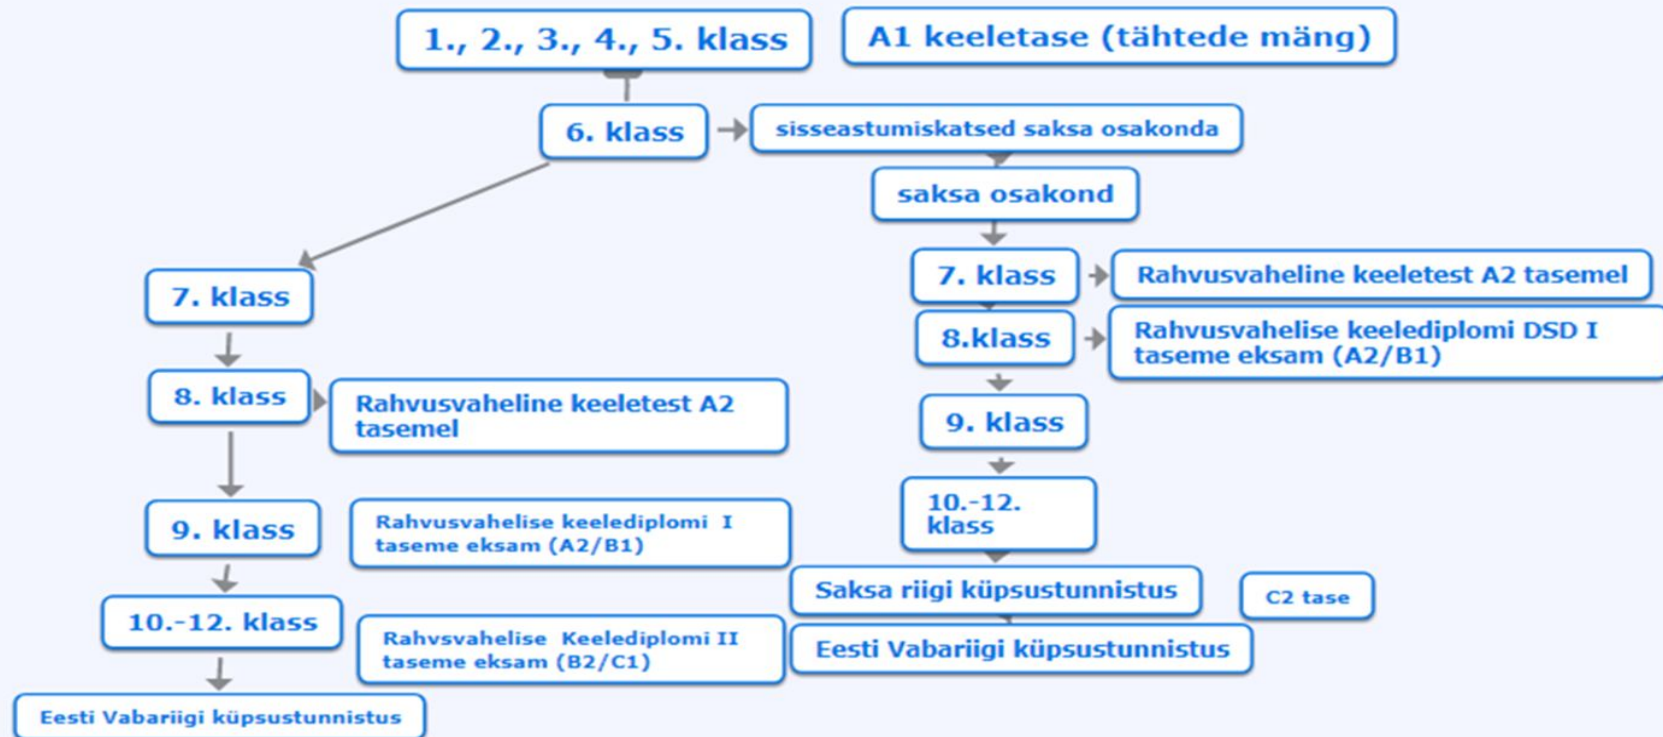 1., 2., 3., 4., 5. klass
A1 keeletase (tähtede mäng)
6. klass
sisseastumiskatsed saksa osakonda
saksa osakond
7. klass
Rahvusvaheline keeletest A2 tasemel
8.klass
Rahvusvahelise keelediplomi DSD I
taseme eksam (A2/B1)
9. klass
10.-12.
klass
Saksa riigi küpsustunnistus
C2 tase
Eesti Vabariigi küpsustunnistus
7. klass
8. klass
Rahvusvaheline keeletest A2
tasemel
9. klass
Rahvusvahelise keelediplomi I
taseme eksam (A2/B1)
10.-12. klass
Rahvsvahelise Keelediplomi II
taseme eksam (B2/C1)
Eesti Vabariigi küpsustunnistus